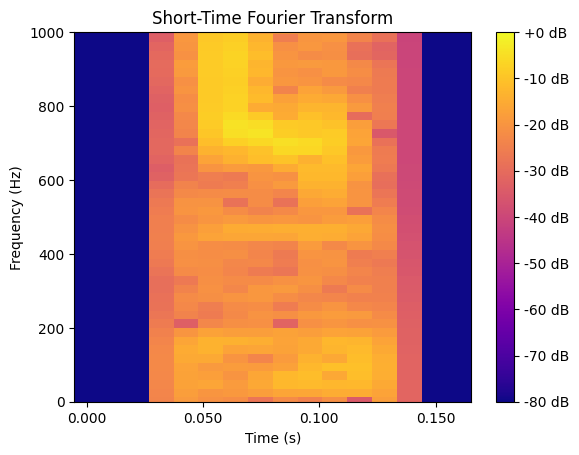 Short-Time Fourier Transform
1000
800
600
400
200
0
Frequency (Hz)
0.000
0.050
0.100
0.150
Time (s)
+0 dB
-10 dB
-20 dB
-30 dB
-40 dB
-50 dB
-60 dB
-70 dB
-80 dB